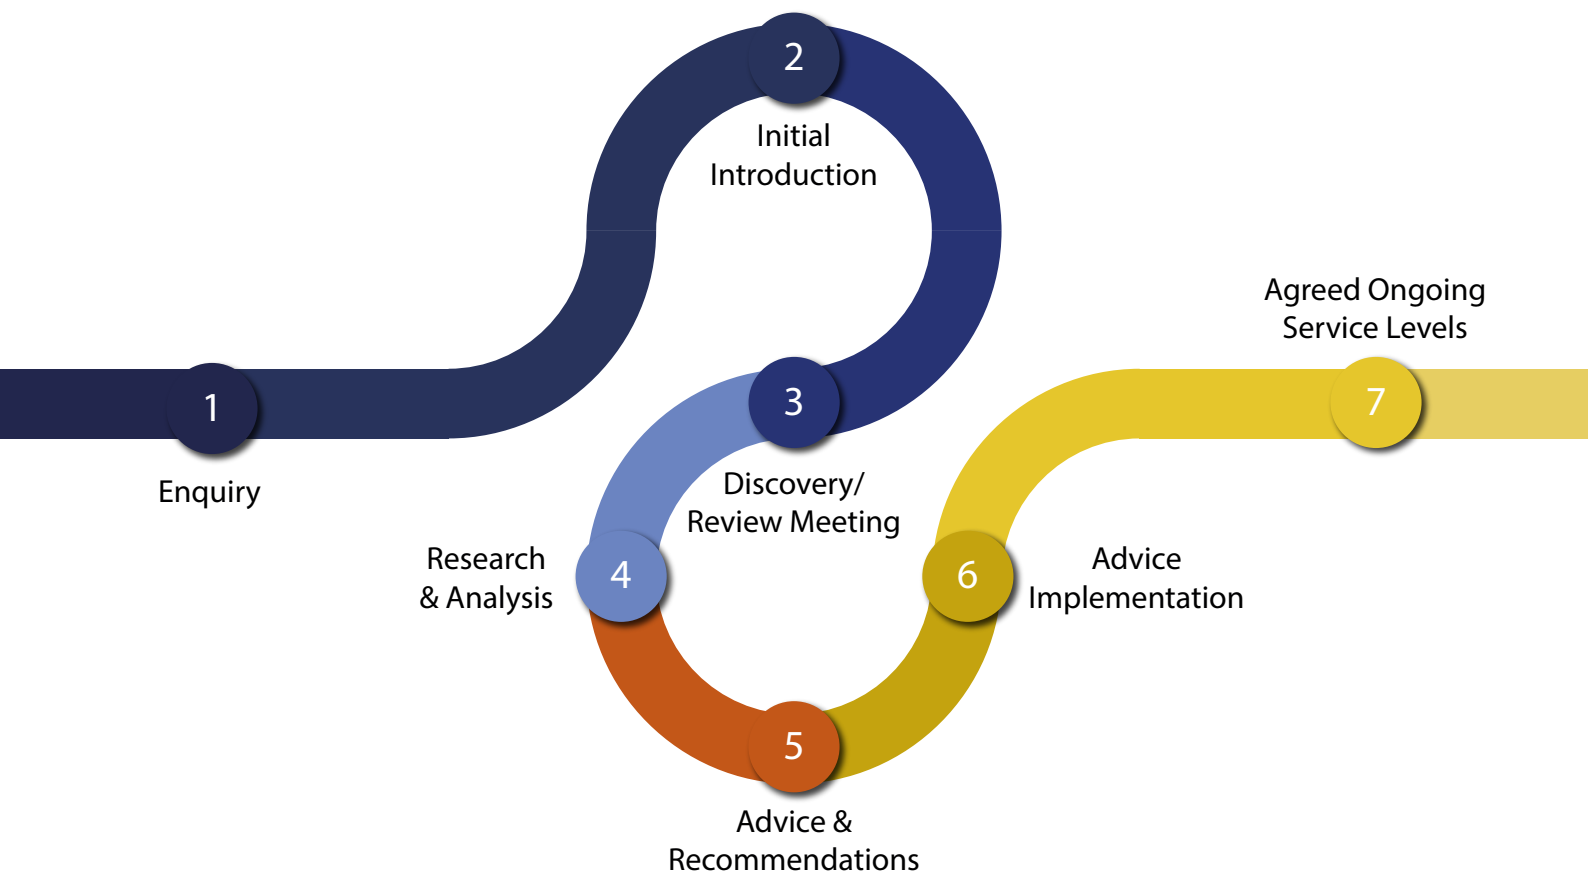 1
Enquiry
2
Initial
Introduction
3
Discovery/
Review Meeting
4
Research
& Analysis
5
Advice &
Recommendations
6
Advice
Implementation
Agreed Ongoing
Service Levels
7